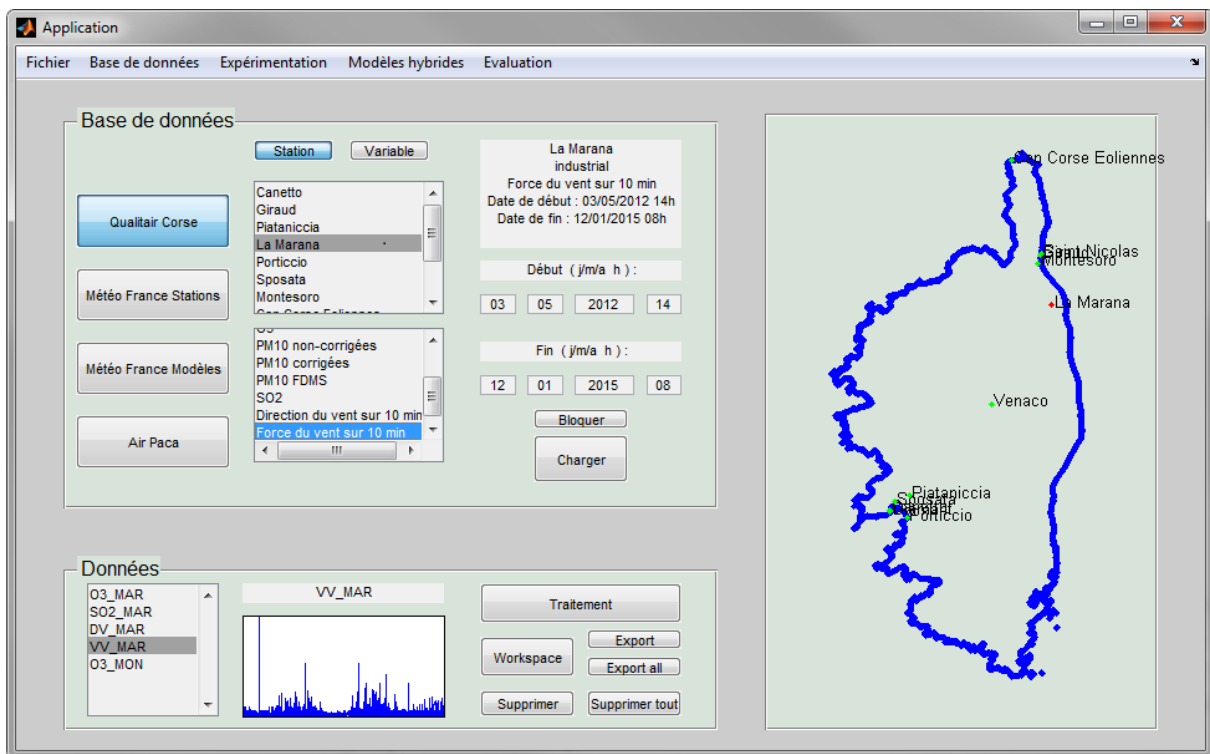 Application
Fichier Base de données Expérimentation Modèles hybrides Evaluation
Base de données
Station Variable
Qualitair Corse
Météo France Stations
Météo France Modèles
Air Paca
Canetto
Giraud
Piataniccia
La Marana
Porticcio
Sposata
Montesoro
O3
PM10 non-corrigées
PM10 corrigées
PM10 FDMS
SO2
Direction du vent sur 10 min
Force du vent sur 10 min
La Marana
industrial
Force du vent sur 10 min
Date de début : 03/05/2012 14h
Date de fin : 12/01/2015 08h
Début ( j/m/a h ) :
03 05 2012 14
Fin ( j/m/a h ) :
12 01 2015 08
Bloquer
Charger
Données
O3_MAR
SO2_MAR
DV_MAR
VV_MAR
O3_MON
VV_MAR
Traitement
Workspace
Export
Export all
Supprimer
Supprimer tout
Corse Eoliennes
Saint Nicolas
Montesoro
La Marana
Venaco
Piataniccia
Sposata
Porticcio